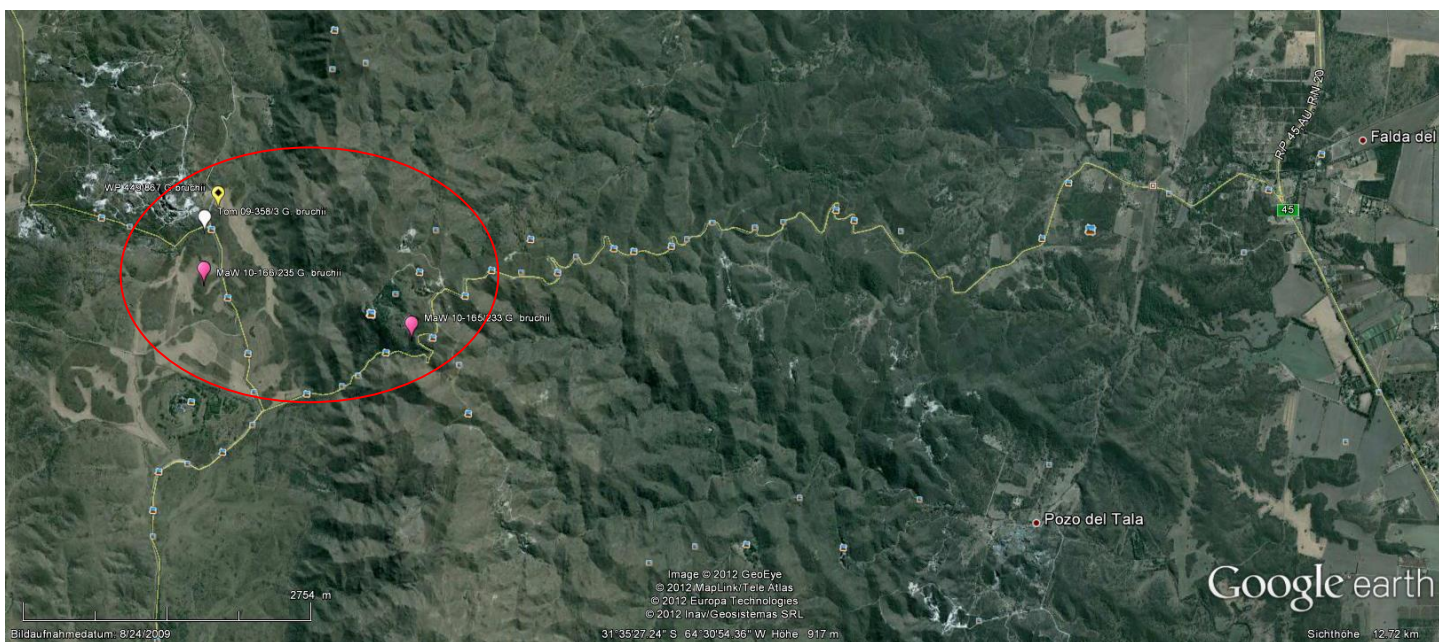 RP 45 AU. RN 20
Falda del
45
WP 449/867 G bruchii
Tom 09-358/3 G. bruchii
MaW 10-166/235 G bruchii
MaW 10-165/233 G bruchii
Pozo del Tala
2754 m
Image © 2012 GeoEye
© 2012 MapLink/Tele Atlas
© 2012 Europa Technologies
© 2012 Inav/Geosistemas SRL
Google earth
Bildaufnahmedatum: 8/24/2009
31°35'27.24" S 64°30'54.36" W Höhe 917 m
Sichthöhe 12.72 km